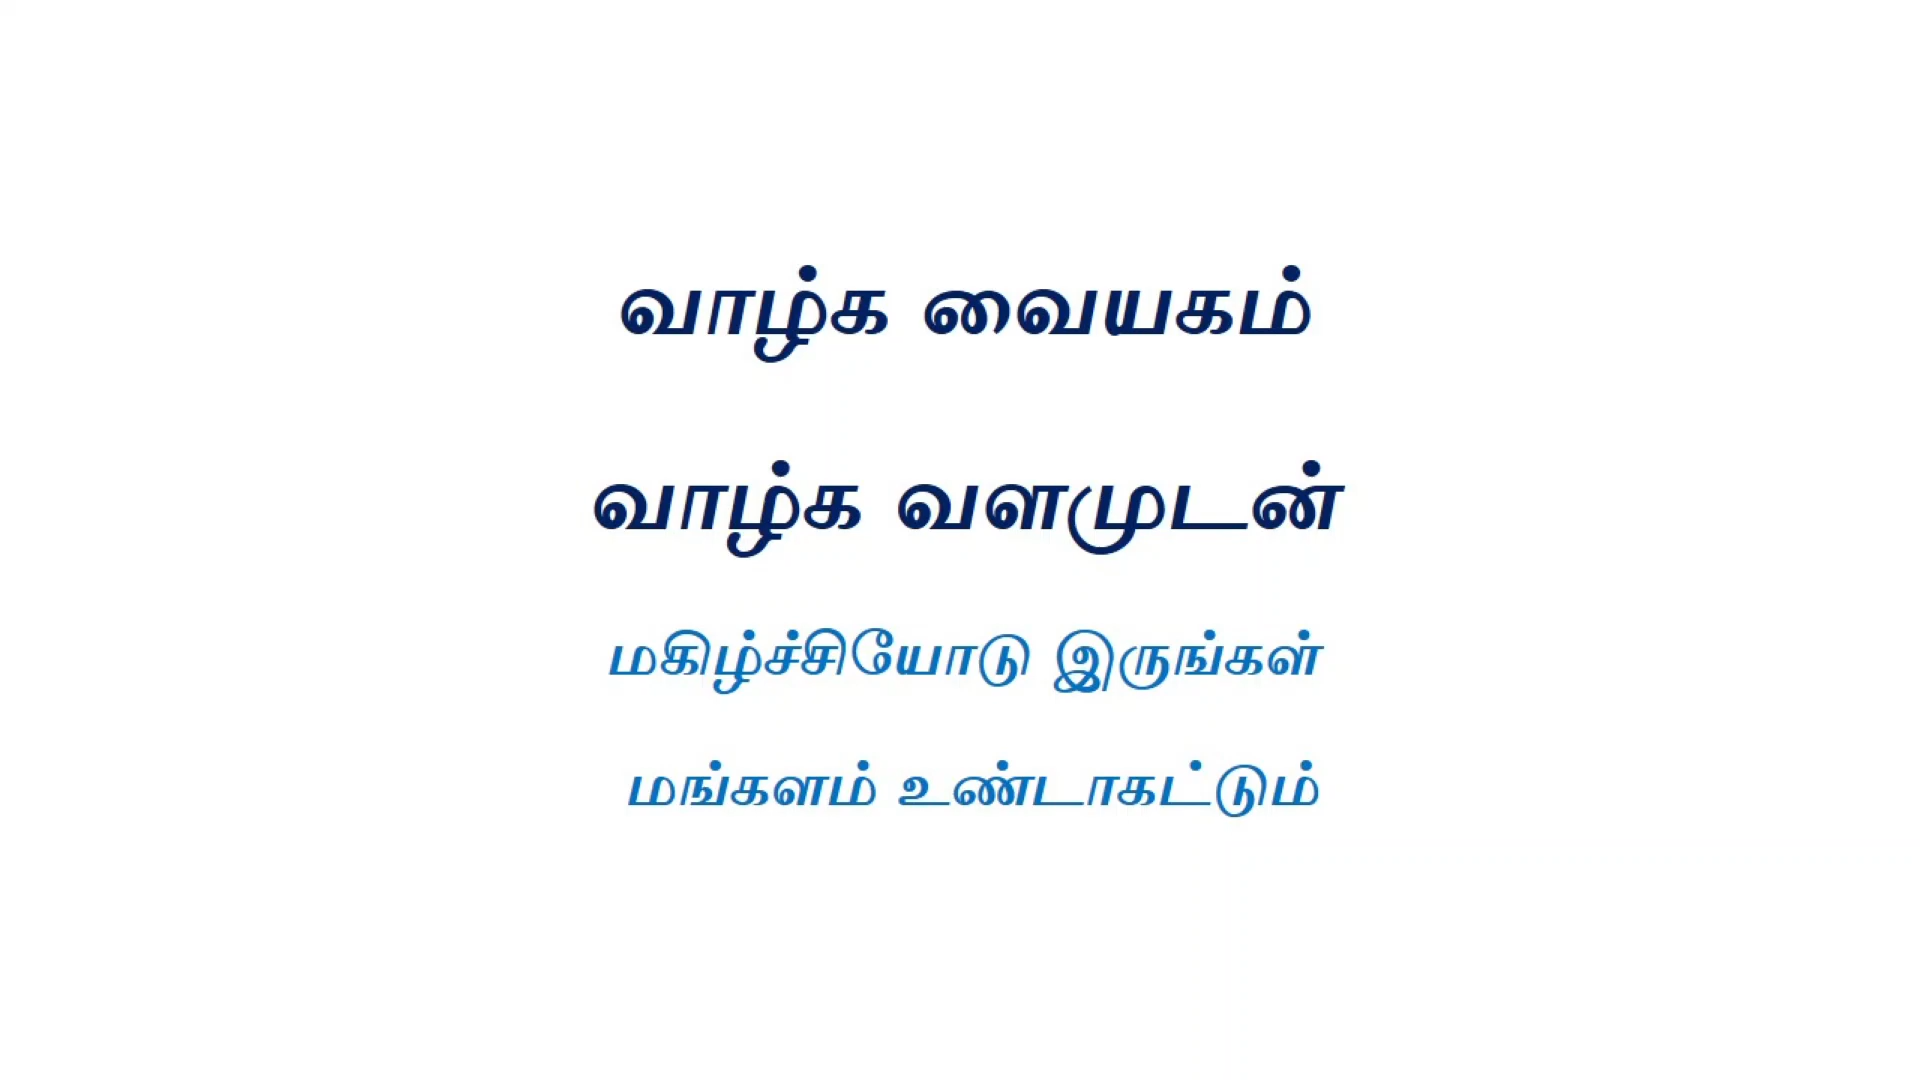 வாழ்க வையகம்
வாழ்க வளமுடன்
மகிழ்ச்சியோடு இருங்கள்
மங்களம் உண்டாகட்டும்